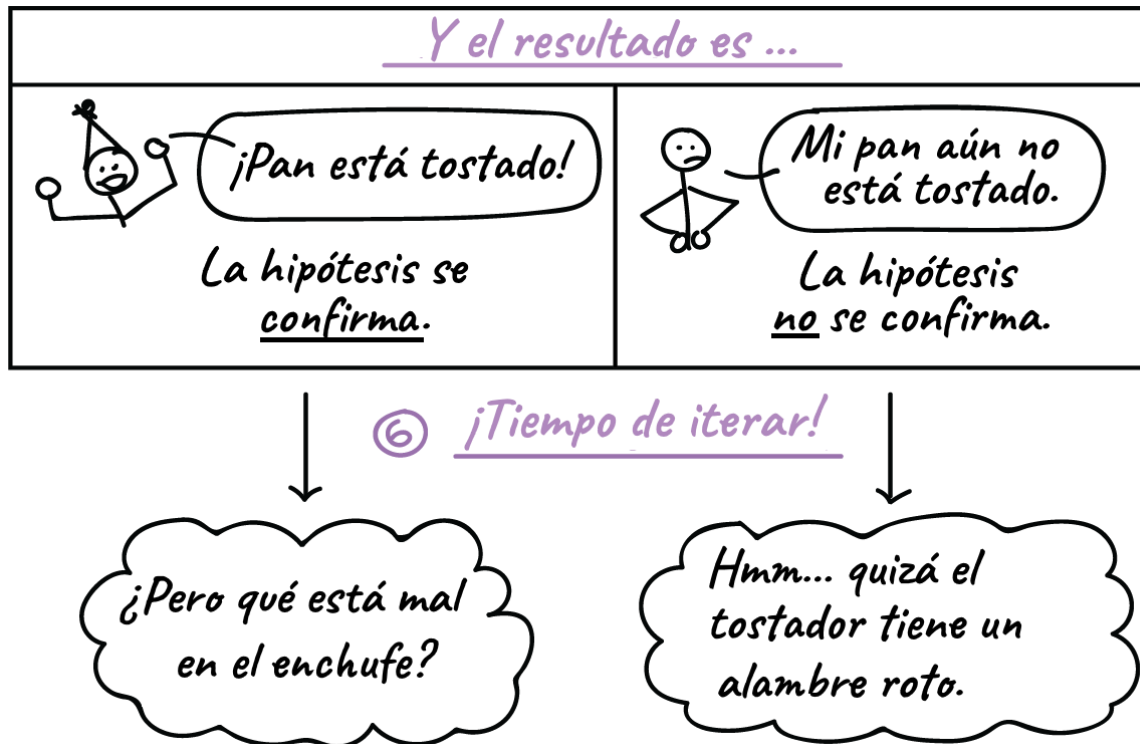 Y el resultado es ...
¡Pan está tostado!
La hipótesis se
confirma.
Mi pan aún no
está tostado.
La hipótesis
no se confirma.
6 ¡Tiempo de iterar!
¿Pero qué está mal
en el enchufe?
Hmm... quizá el
tostador tiene un
alambre roto.